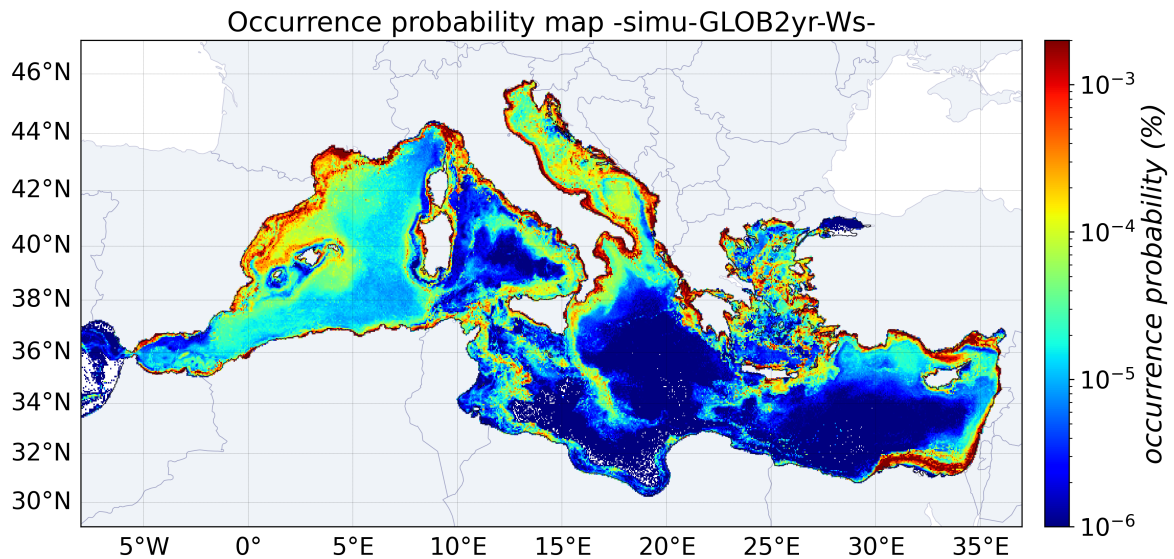 Occurrence probability map -simu-GLOB2yr-Ws-
46°N
44°N
42°N
40°N
38°N
36°N
34°N
32°N
30°N
5°W 0° 5°E 10°E 15°E 20°E 25°E 30°E 35°E
10⁻³
10⁻⁴
10⁻⁵
10⁻⁶
occurrence probability (%)